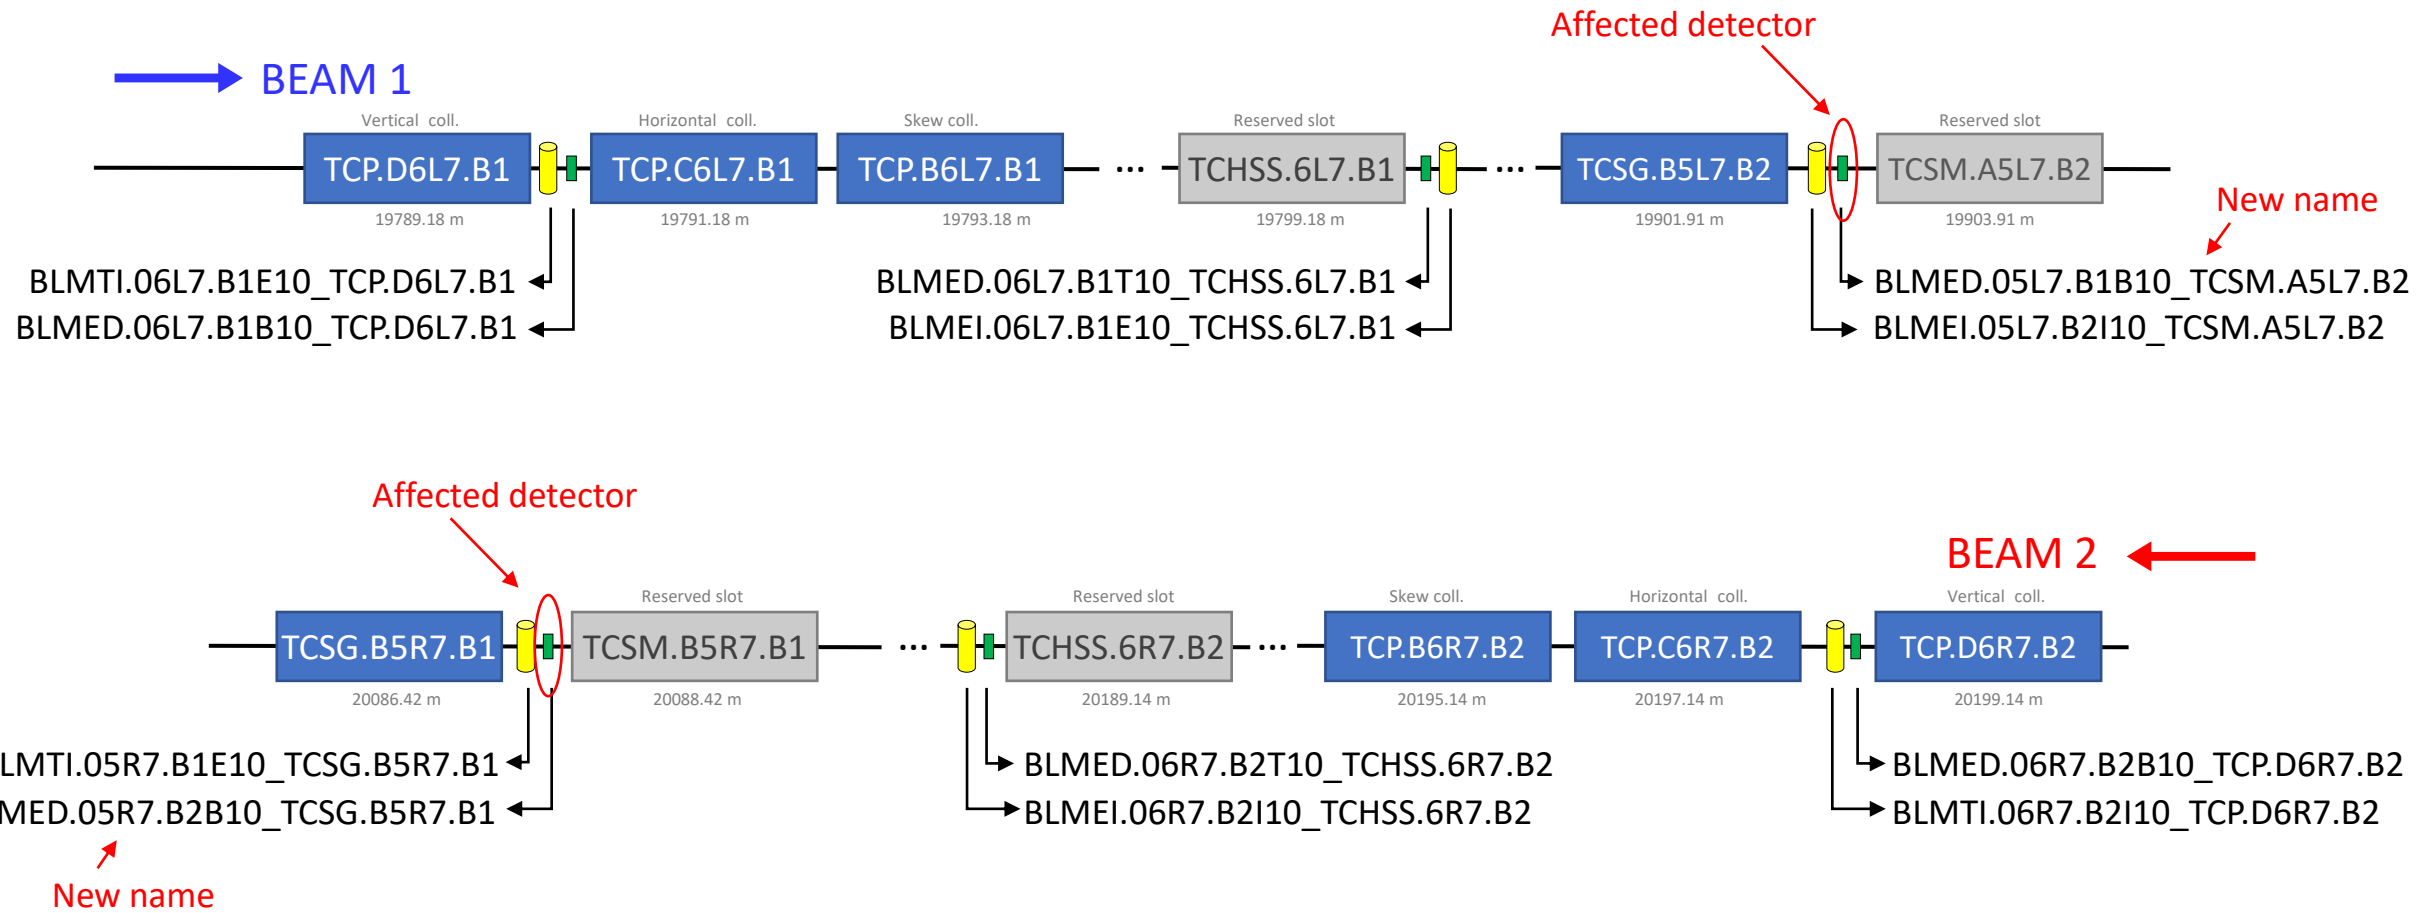 Affected detector
BEAM 1
Vertical coll.
Horizontal coll.
Skew coll.
Reserved slot
Reserved slot
TCP.D6L7.B1
TCP.C6L7.B1
TCP.B6L7.B1
...
TCHSS.6L7.B1
...
TCSG.B5L7.B2
TCSM.A5L7.B2
19789.18 m
19791.18 m
19793.18 m
19799.18 m
19901.91 m
19903.91 m
New name
BLMTI.06L7.B1E10_TCP.D6L7.B1
BLMED.06L7.B1B10_TCP.D6L7.B1
BLMED.06L7.B1T10_TCHSS.6L7.B1
BLMEI.06L7.B1E10_TCHSS.6L7.B1
BLMED.05L7.B1B10_TCSM.A5L7.B2
BLMEI.05L7.B2I10_TCSM.A5L7.B2
Affected detector
BEAM 2
Reserved slot
Reserved slot
Skew coll.
Horizontal coll.
Vertical coll.
TCSG.B5R7.B1
TCSM.B5R7.B1
...
TCHSS.6R7.B2
...
TCP.B6R7.B2
TCP.C6R7.B2
TCP.D6R7.B2
20086.42 m
20088.42 m
20189.14 m
20195.14 m
20197.14 m
20199.14 m
LMTI.05R7.B1E10_TCSG.B5R7.B1
MED.05R7.B2B10_TCSG.B5R7.B1
BLMED.06R7.B2T10_TCHSS.6R7.B2
BLMEI.06R7.B2I10_TCHSS.6R7.B2
BLMED.06R7.B2B10_TCP.D6R7.B2
BLMTI.06R7.B2I10_TCP.D6R7.B2
New name